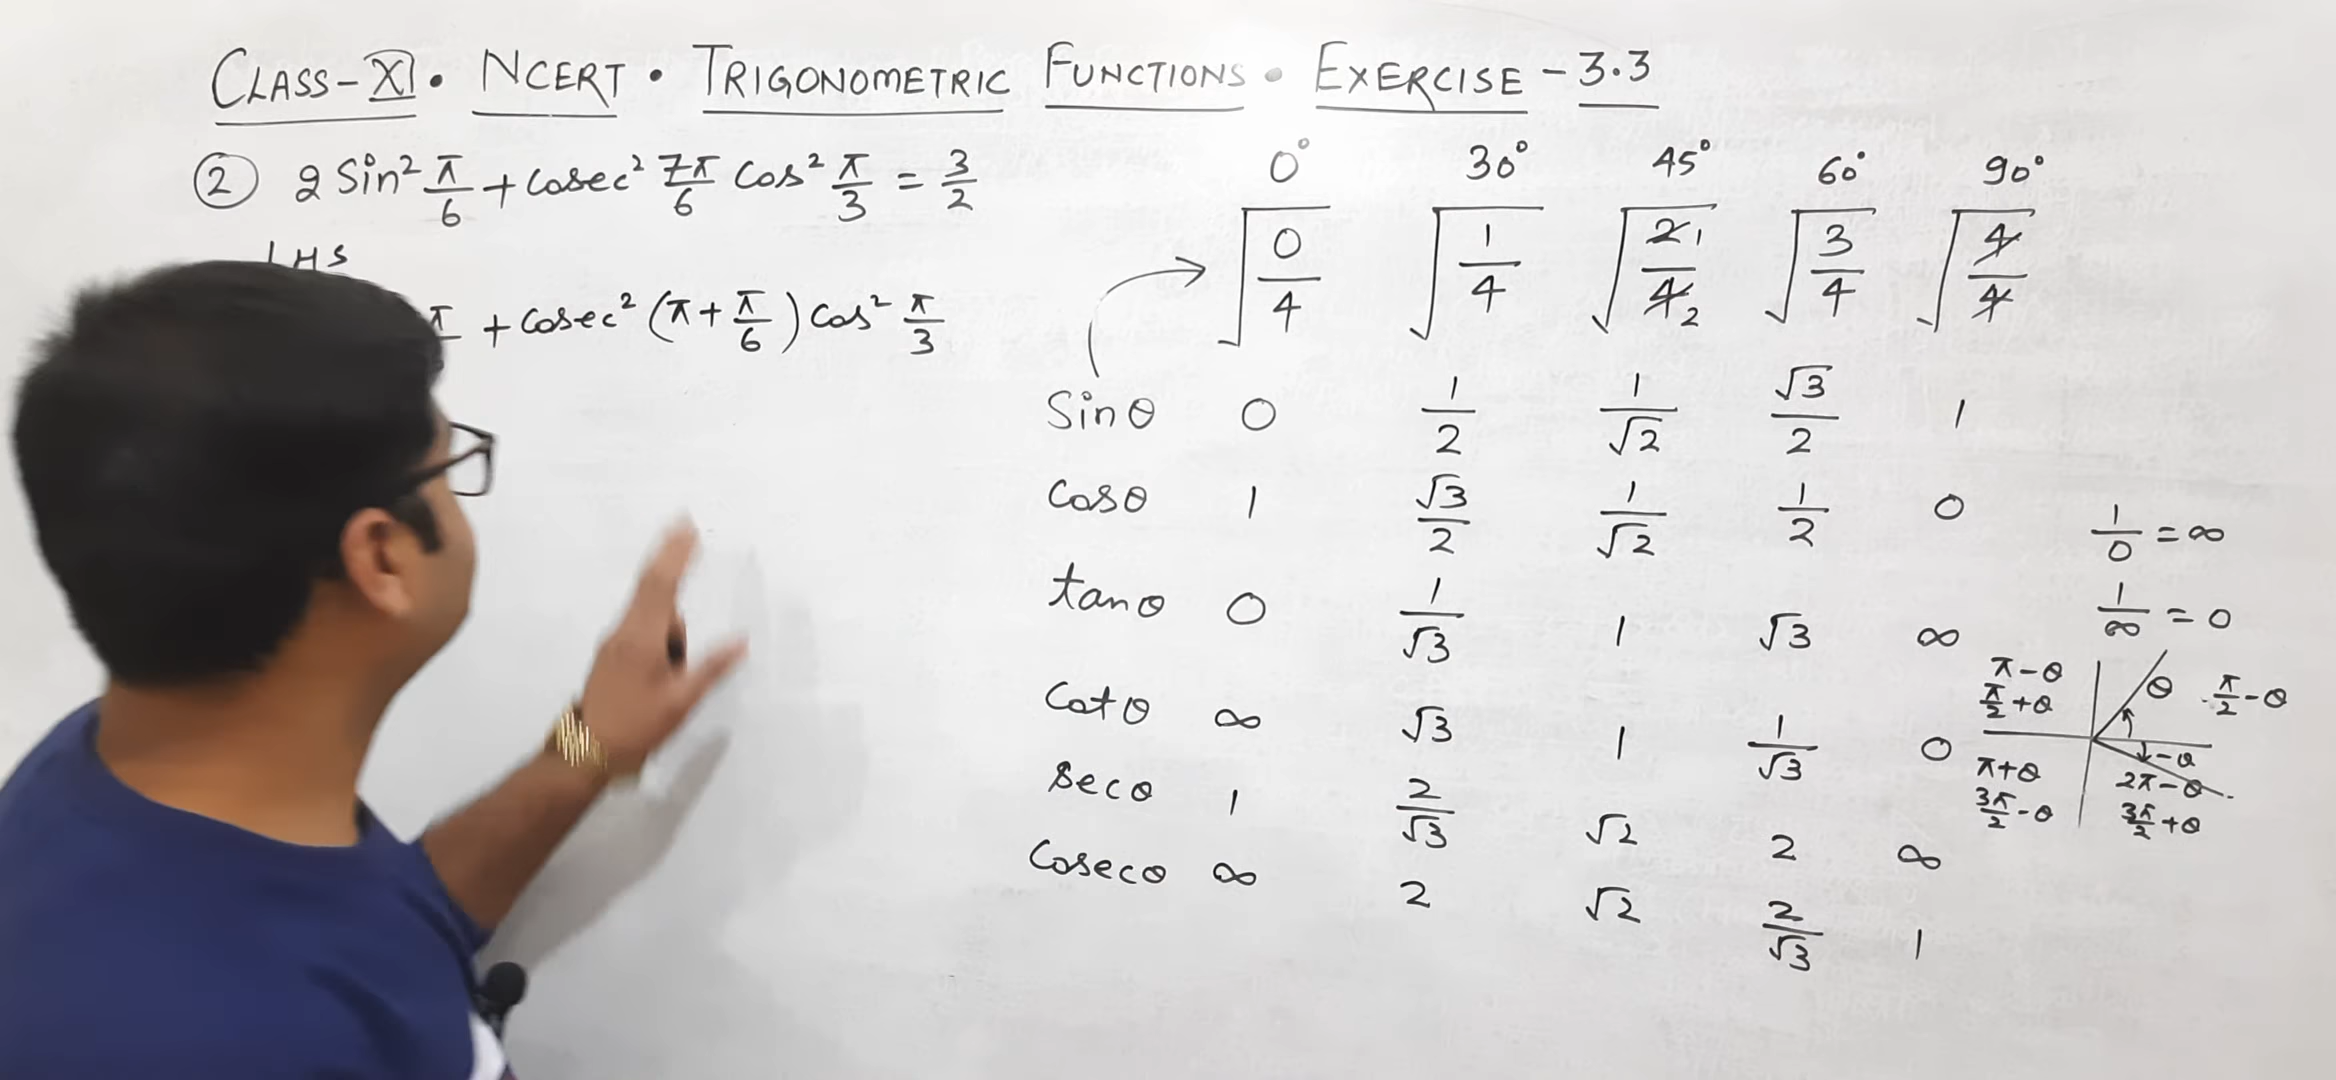 CLASS-XI • NCERT • TRIGONOMETRIC FUNCTIONS • EXERCISE - 3.3
② 2 Sin² π/6 + Cosec² 7π/6 Cos² π/3 = 3/2
LHS
π + Cosec² (π + π/6) Cos² π/3
0° 30° 45° 60° 90°
√(0/4) √(1/4) √(2/4) 1 2 √(3/4) √(4/4)
Sinθ 0 1/2 1/√2 √3/2 1
Cosθ 1 √3/2 1/√2 1/2 0
tanθ 0 1/√3 1 √3 ∞
Cotθ ∞ √3 1 1/√3 0
Secθ 1 2/√3 √2 2 ∞
Cosecθ ∞ 2 √2 2/√3 1
1/0 = ∞
1/∞ = 0
π-θ θ π/2-θ
π/2+θ
π+θ -θ
3π/2-θ 2π-θ
3π/2+θ